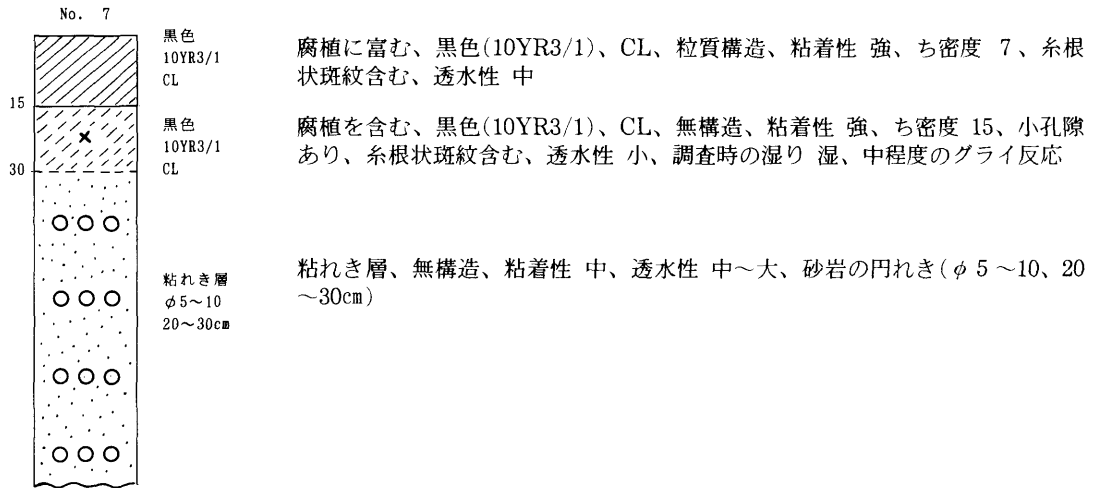 No. 7
黒色
10YR3/1
CL
腐植に富む、黒色(10YR3/1)、CL、粒質構造、粘着性 強、ち密度 7、糸根
状斑紋含む、透水性 中
15
黒色
10YR3/1
CL
腐植を含む、黒色(10YR3/1)、CL、無構造、粘着性 強、ち密度 15、小孔隙
あり、糸根状斑紋含む、透水性 小、調査時の湿り 湿、中程度のグライ反応
30
粘れき層
φ5～10
20～30cm
粘れき層、無構造、粘着性 中、透水性 中～大、砂岩の円れき(φ5～10、20
～30cm)